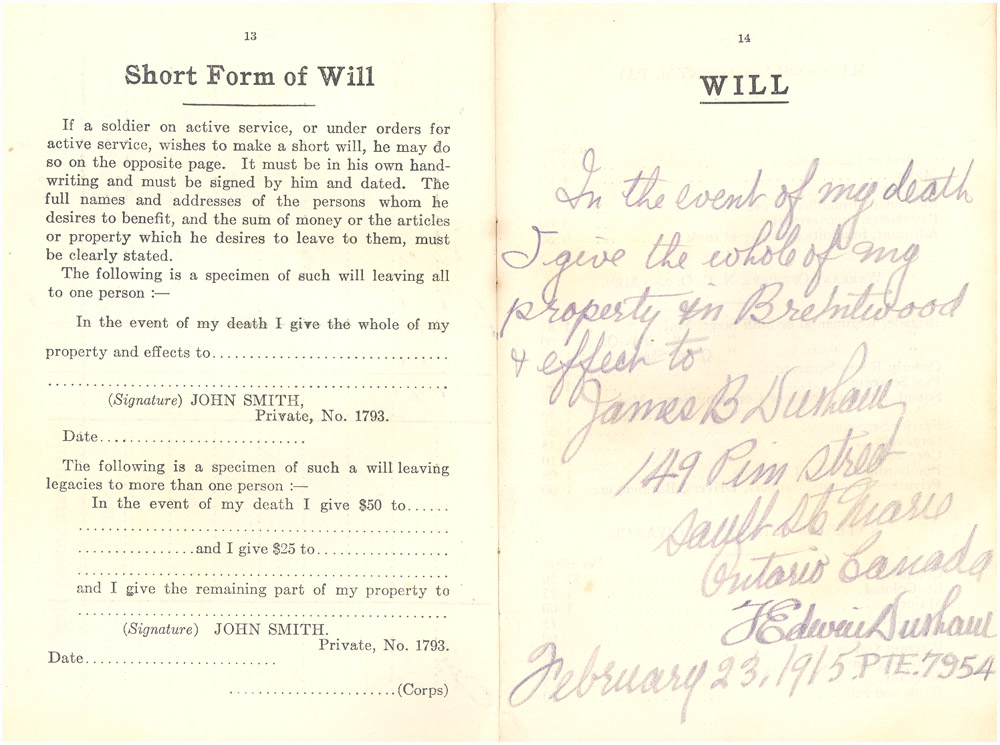 13
Short Form of Will
If a soldier on active service, or under orders for
active service, wishes to make a short will, he may do
so on the opposite page. It must be in his own hand-
writing and must be signed by him and dated. The
full names and addresses of the persons whom he
desires to benefit, and the sum of money or the articles
or property which he desires to leave to them, must
be clearly stated.
The following is a specimen of such will leaving all
to one person :—
In the event of my death I give the whole of my
property and effects to................................
........................................................
(Signature) JOHN SMITH,
Private, No. 1793.
Date............................
The following is a specimen of such a will leaving
legacies to more than one person :—
In the event of my death I give $50 to......
....................................................
................and I give $25 to..................
....................................................
and I give the remaining part of my property to
....................................................
(Signature) JOHN SMITH.
Private, No. 1793.
Date..........................
.......................(Corps)
14
WILL
In the event of my death
I give the whole of my
property in Brentwood
& effect to
James B Durham
149 Pim Street
Sault Ste Marie
Ontario Canada
Edwin Durham
February 23, 1915. PTE. 7954